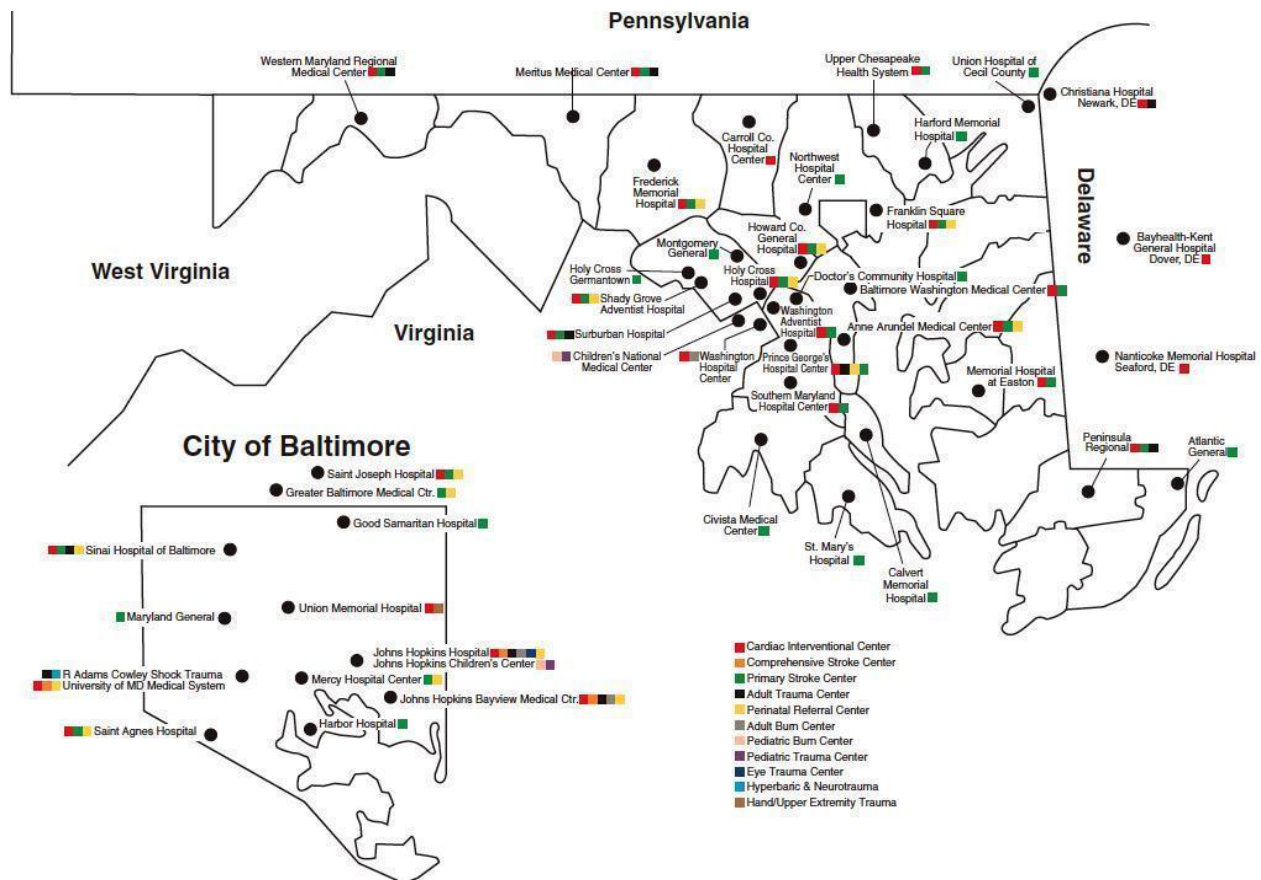 Pennsylvania
Western Maryland Regional
Medical Center
Meritus Medical Center
Upper Chesapeake
Health System
Union Hospital of
Cecil County
Christiana Hospital
Newark, DE
Carroll Co.
Hospital
Center
Harford Memorial
Hospital
Northwest
Hospital
Center
Frederick
Memorial
Hospital
Delaware
Franklin Square
Hospital
Howard Co.
General
Hospital
Montgomery
General
Bayhealth-Kent
General Hospital
Dover, DE
West Virginia
Holy Cross
Germantown
Holy Cross
Hospital
Doctor's Community Hospital
Baltimore Washington Medical Center
Shady Grove
Adventist Hospital
Washington
Adventist
Hospital
Anne Arundel Medical Center
Virginia
Surburban Hospital
Children's National
Medical Center
Washington
Hospital
Center
Prince George's
Hospital Center
Nanticoke Memorial Hospital
Seaford, DE
Memorial Hospital
at Easton
Southern Maryland
Hospital Center
Peninsula
Regional
Atlantic
General
Civista Medical
Center
St. Mary's
Hospital
Calvert
Memorial
Hospital
City of Baltimore
Saint Joseph Hospital
Greater Baltimore Medical Ctr.
Good Samaritan Hospital
Sinai Hospital of Baltimore
Union Memorial Hospital
Maryland General
Johns Hopkins Hospital
Johns Hopkins Children's Center
R Adams Cowley Shock Trauma
University of MD Medical System
Mercy Hospital Center
Johns Hopkins Bayview Medical Ctr.
Harbor Hospital
Saint Agnes Hospital
Cardiac Interventional Center
Comprehensive Stroke Center
Primary Stroke Center
Adult Trauma Center
Perinatal Referral Center
Adult Burn Center
Pediatric Burn Center
Pediatric Trauma Center
Eye Trauma Center
Hyperbaric & Neurotrauma
Hand/Upper Extremity Trauma